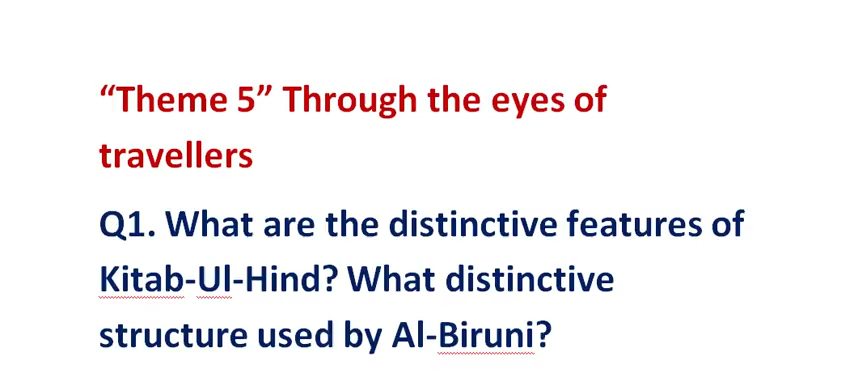 “Theme 5” Through the eyes of
travellers
Q1. What are the distinctive features of
Kitab-Ul-Hind? What distinctive
structure used by Al-Biruni?